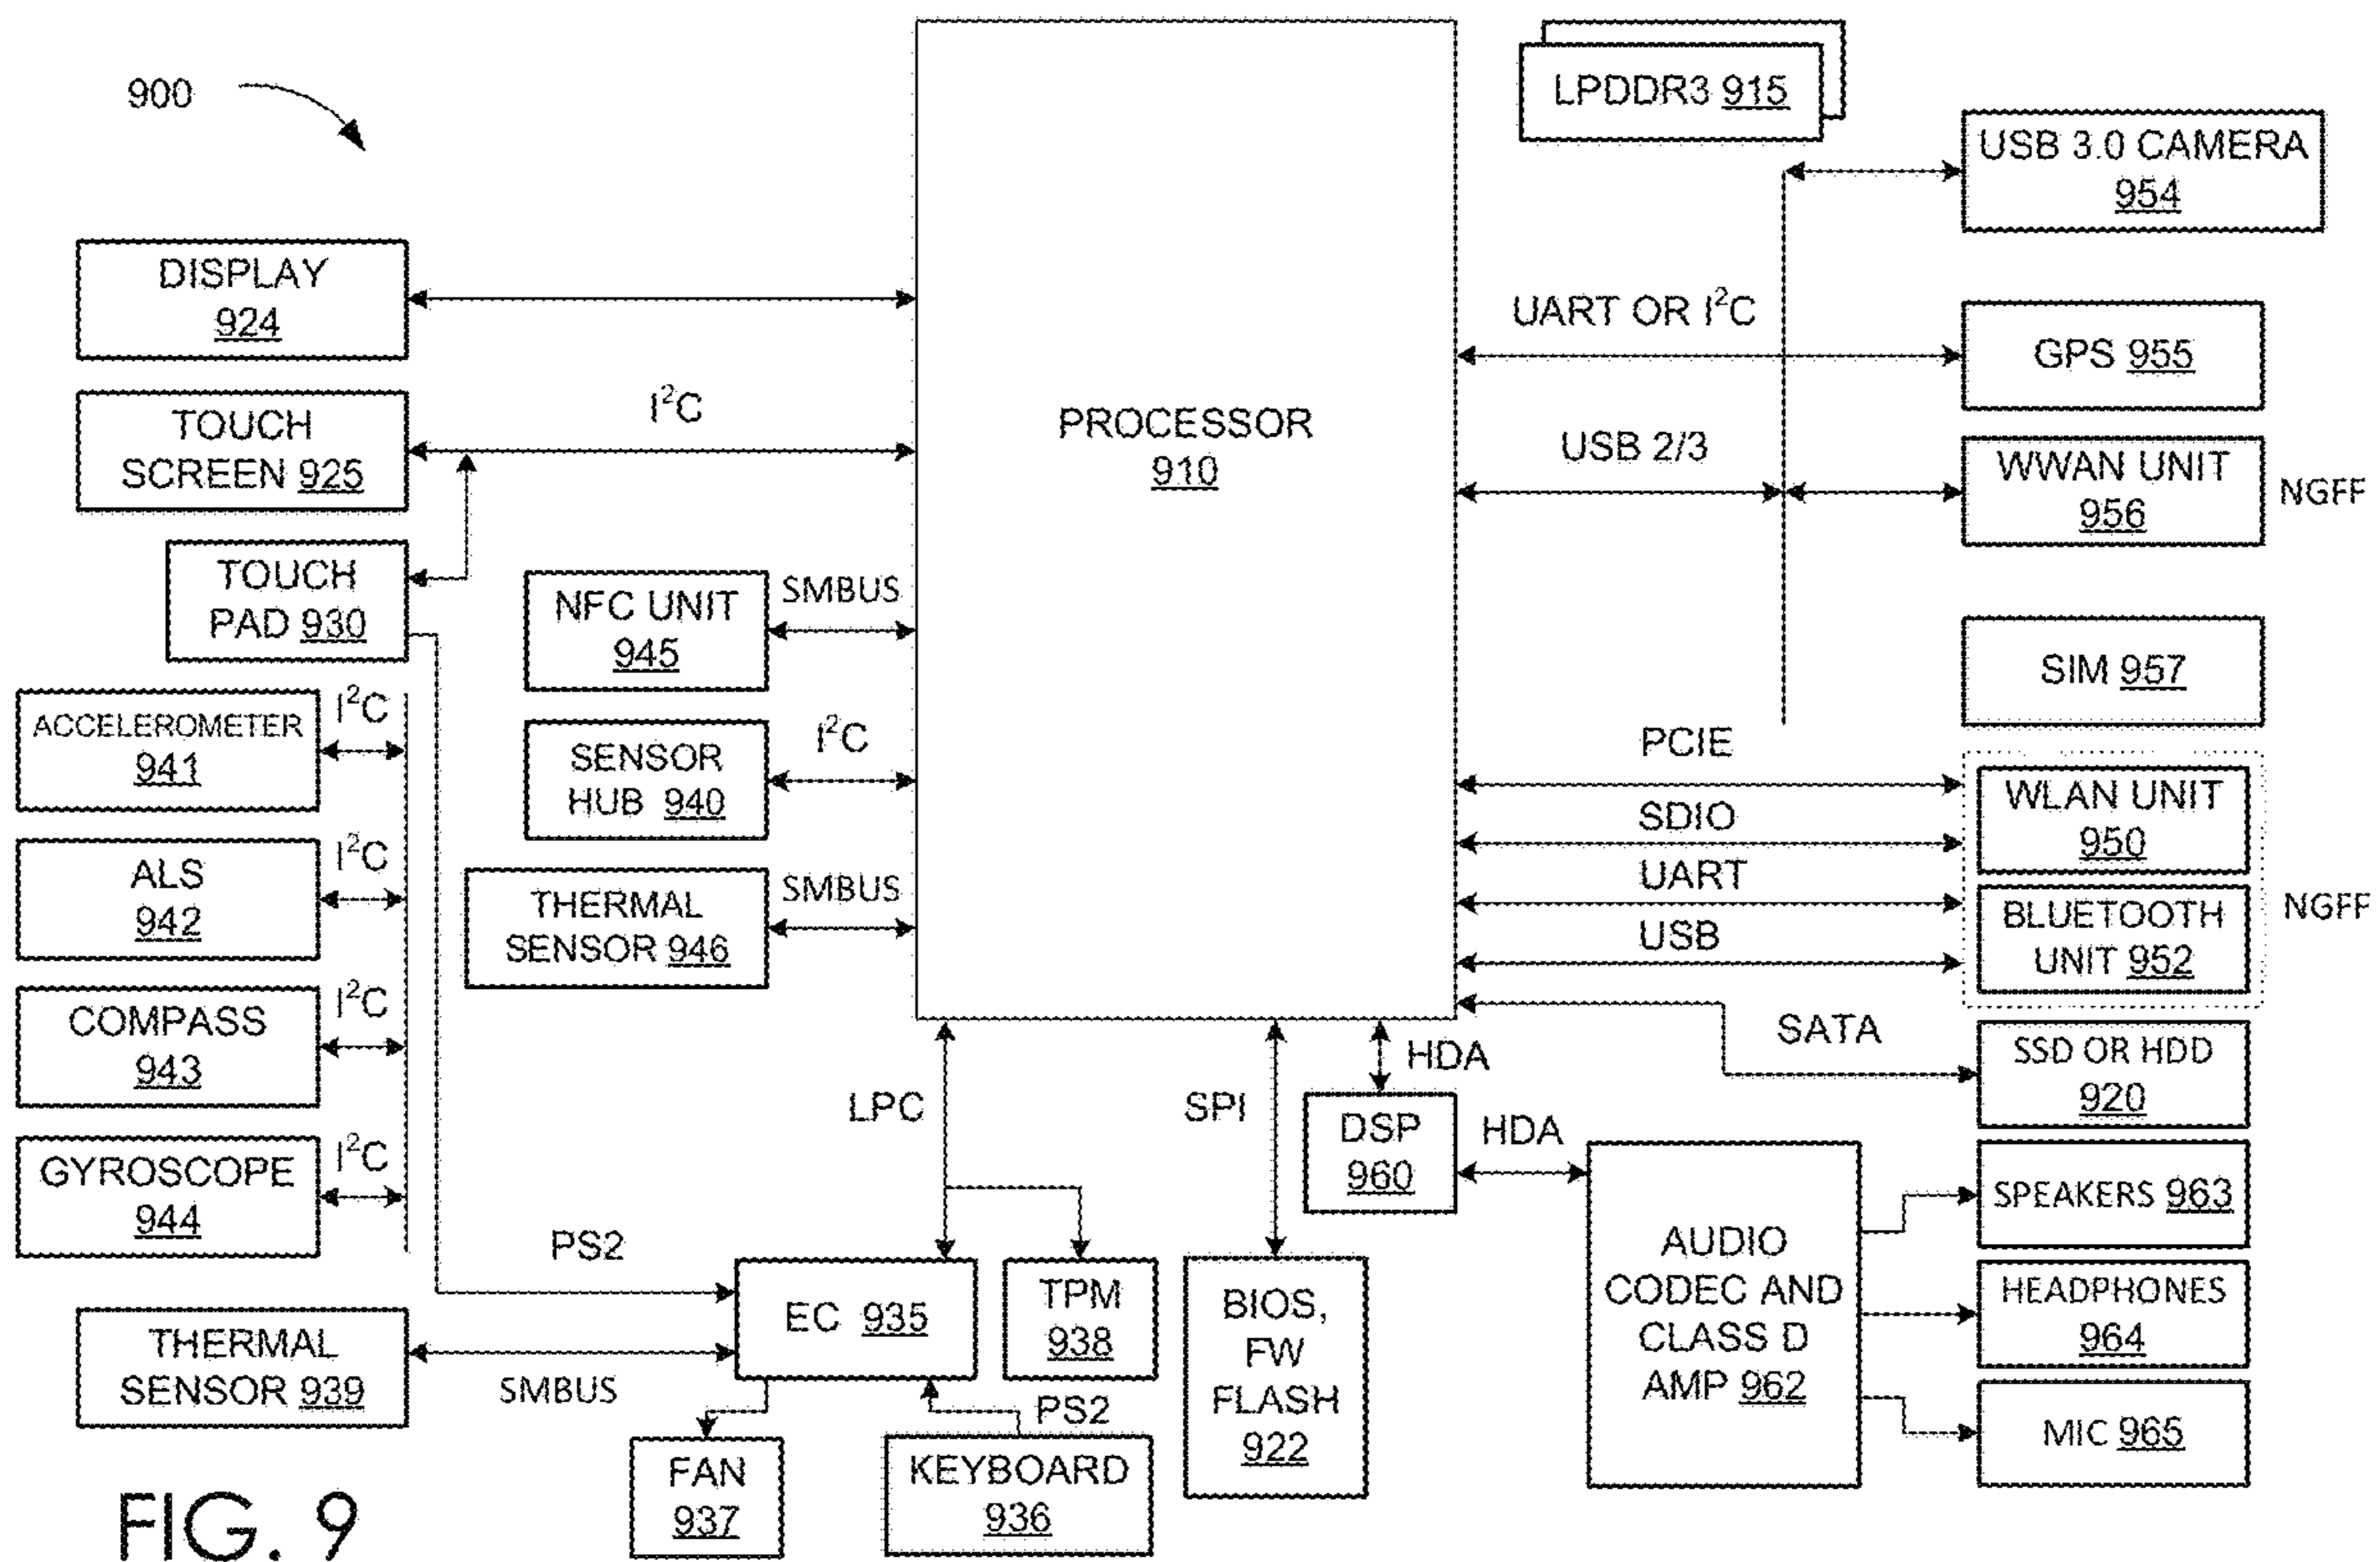 900
LPDDR3 915
USB 3.0 CAMERA
954
DISPLAY
924
UART OR I²C
GPS 955
TOUCH
SCREEN 925
I²C
PROCESSOR
910
USB 2/3
WWAN UNIT
956
NGFF
TOUCH
PAD 930
NFC UNIT
945
SMBUS
SIM 957
ACCELEROMETER
941
I²C
SENSOR
HUB 940
I²C
PCIE
WLAN UNIT
950
SDIO
ALS
942
I²C
THERMAL
SENSOR 946
SMBUS
UART
BLUETOOTH
UNIT 952
NGFF
USB
COMPASS
943
I²C
SATA
SSD OR HDD
920
HDA
LPC
SPI
DSP
960
HDA
GYROSCOPE
944
I²C
SPEAKERS 963
PS2
EC 935
TPM
938
BIOS,
FW
FLASH
922
AUDIO
CODEC AND
CLASS D
AMP 962
HEADPHONES
964
THERMAL
SENSOR 939
SMBUS
PS2
MIC 965
FAN
937
KEYBOARD
936
FIG. 9